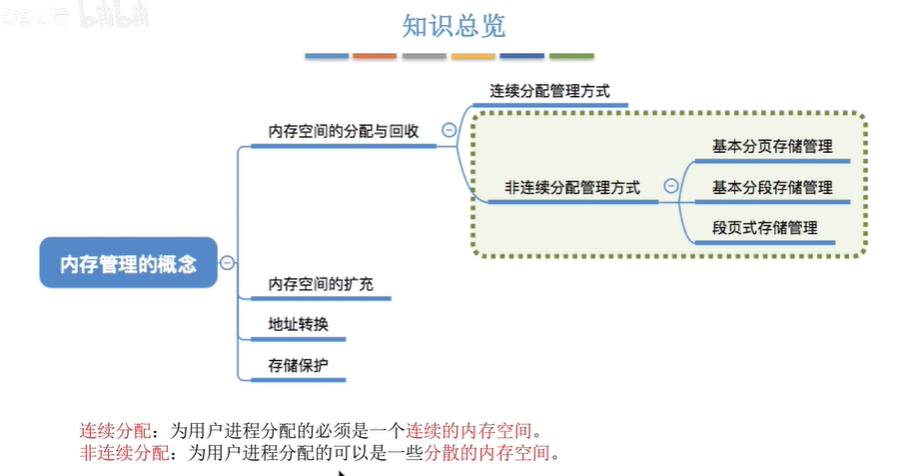 bilibili
知识总览
连续分配管理方式
内存空间的分配与回收
基本分页存储管理
非连续分配管理方式
基本分段存储管理
段页式存储管理
内存管理的概念
内存空间的扩充
地址转换
存储保护
连续分配：为用户进程分配的必须是一个连续的内存空间。
非连续分配：为用户进程分配的可以是一些分散的内存空间。